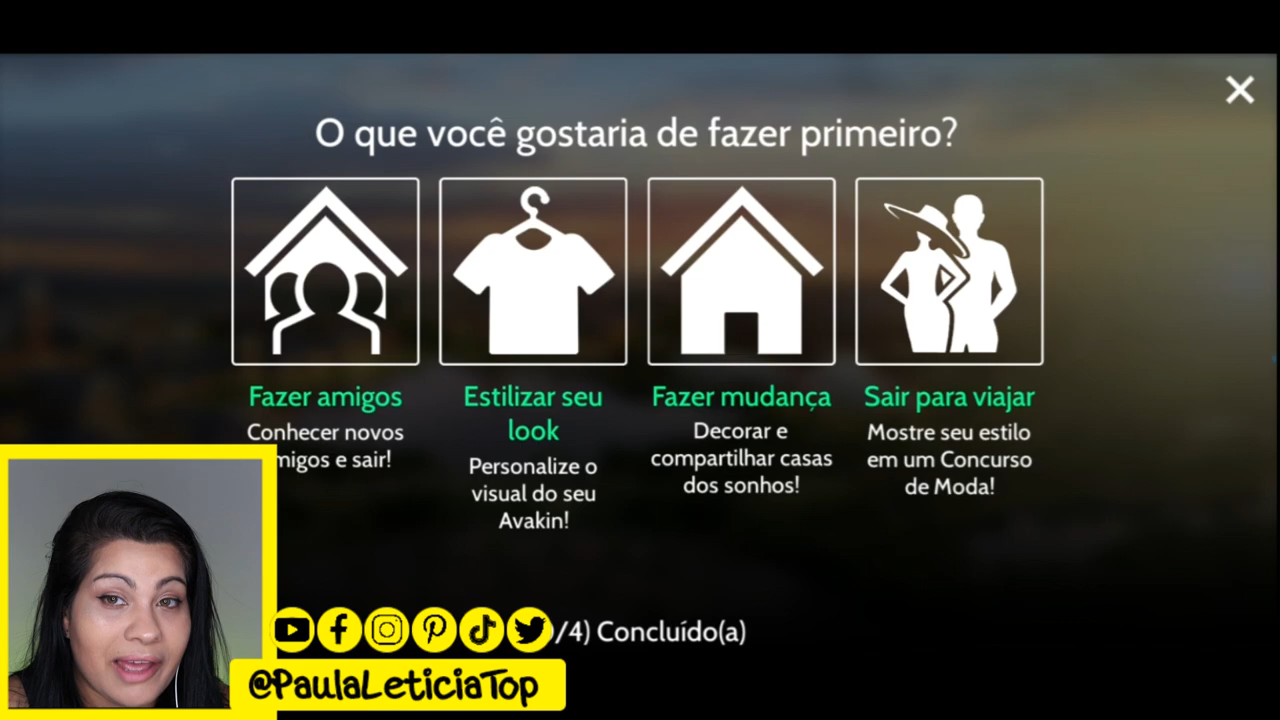 O que você gostaria de fazer primeiro?
Fazer amigos
Conhecer novos
migos e sair!
Estilizar seu
look
Personalize o
visual do seu
Avakin!
Fazer mudança
Decorar e
compartilhar casas
dos sonhos!
Sair para viajar
Mostre seu estilo
em um Concurso
de Moda!
/4) Concluído(a)
@PaulaLeticiaTop